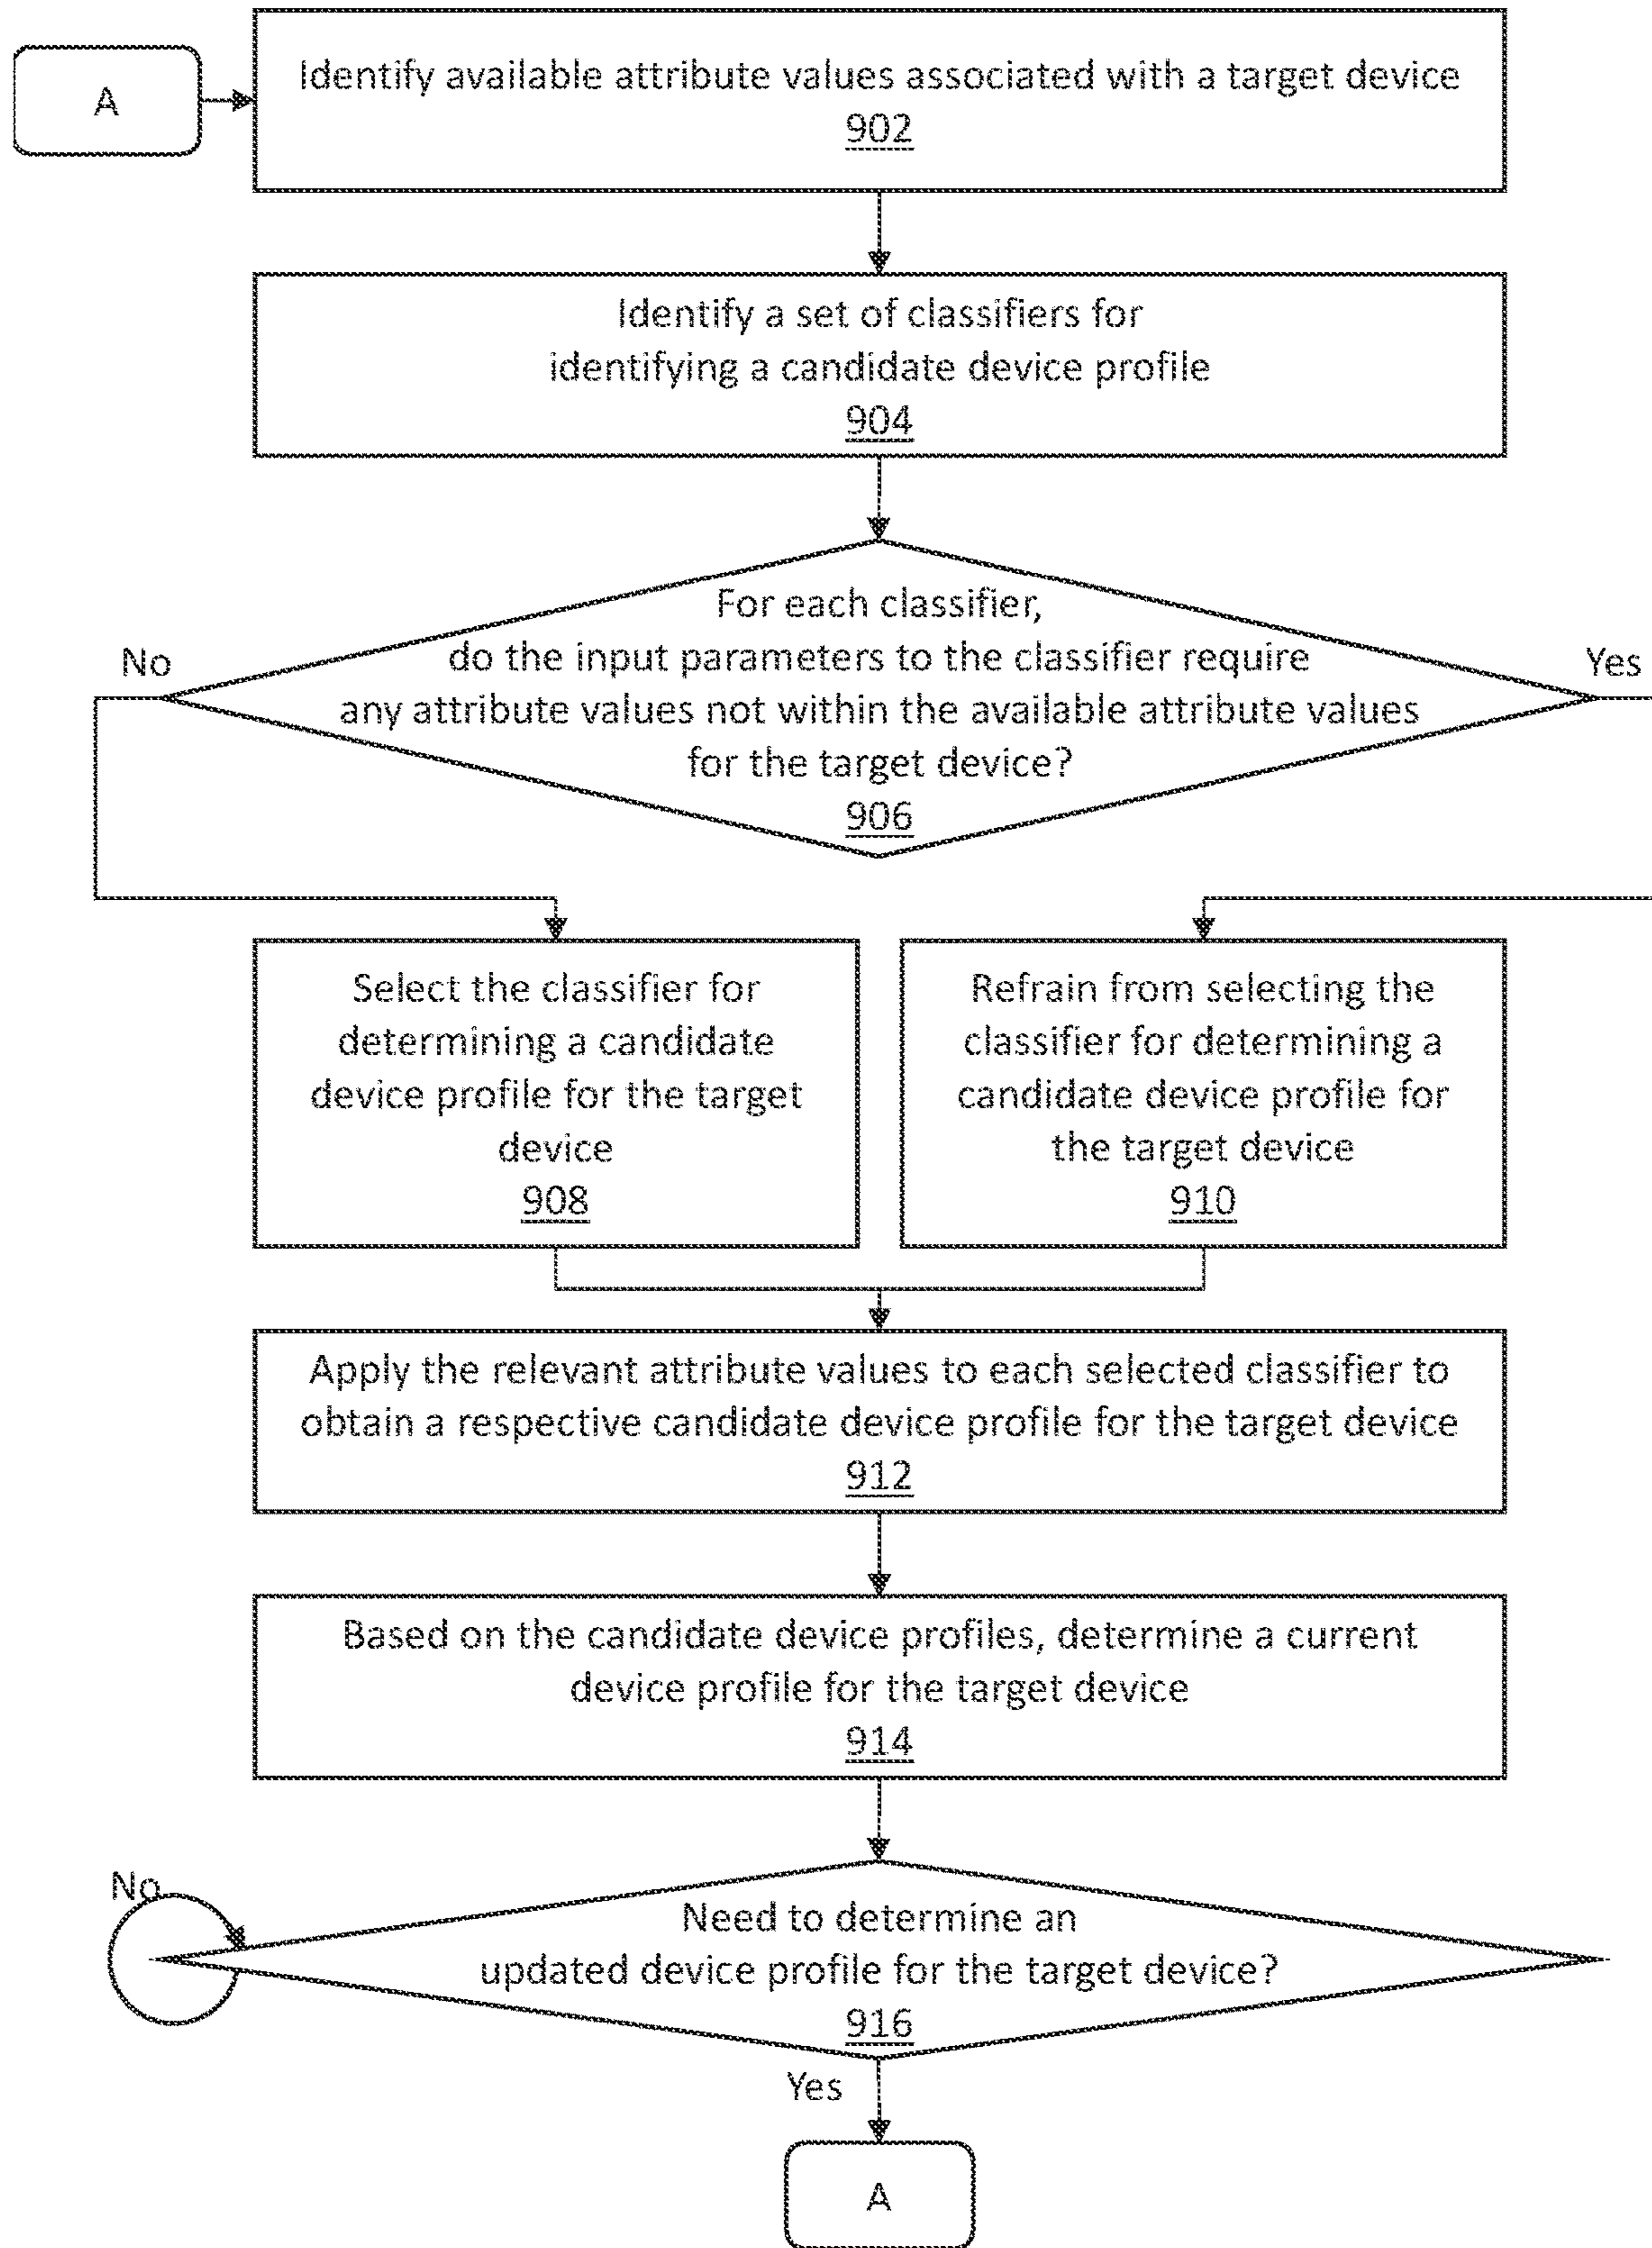 A
Identify available attribute values associated with a target device
902
Identify a set of classifiers for
identifying a candidate device profile
904
For each classifier,
do the input parameters to the classifier require
any attribute values not within the available attribute values
for the target device?
906
No
Yes
Select the classifier for
determining a candidate
device profile for the target
device
908
Refrain from selecting the
classifier for determining a
candidate device profile for
the target device
910
Apply the relevant attribute values to each selected classifier to
obtain a respective candidate device profile for the target device
912
Based on the candidate device profiles, determine a current
device profile for the target device
914
No
Need to determine an
updated device profile for the target device?
916
Yes
A